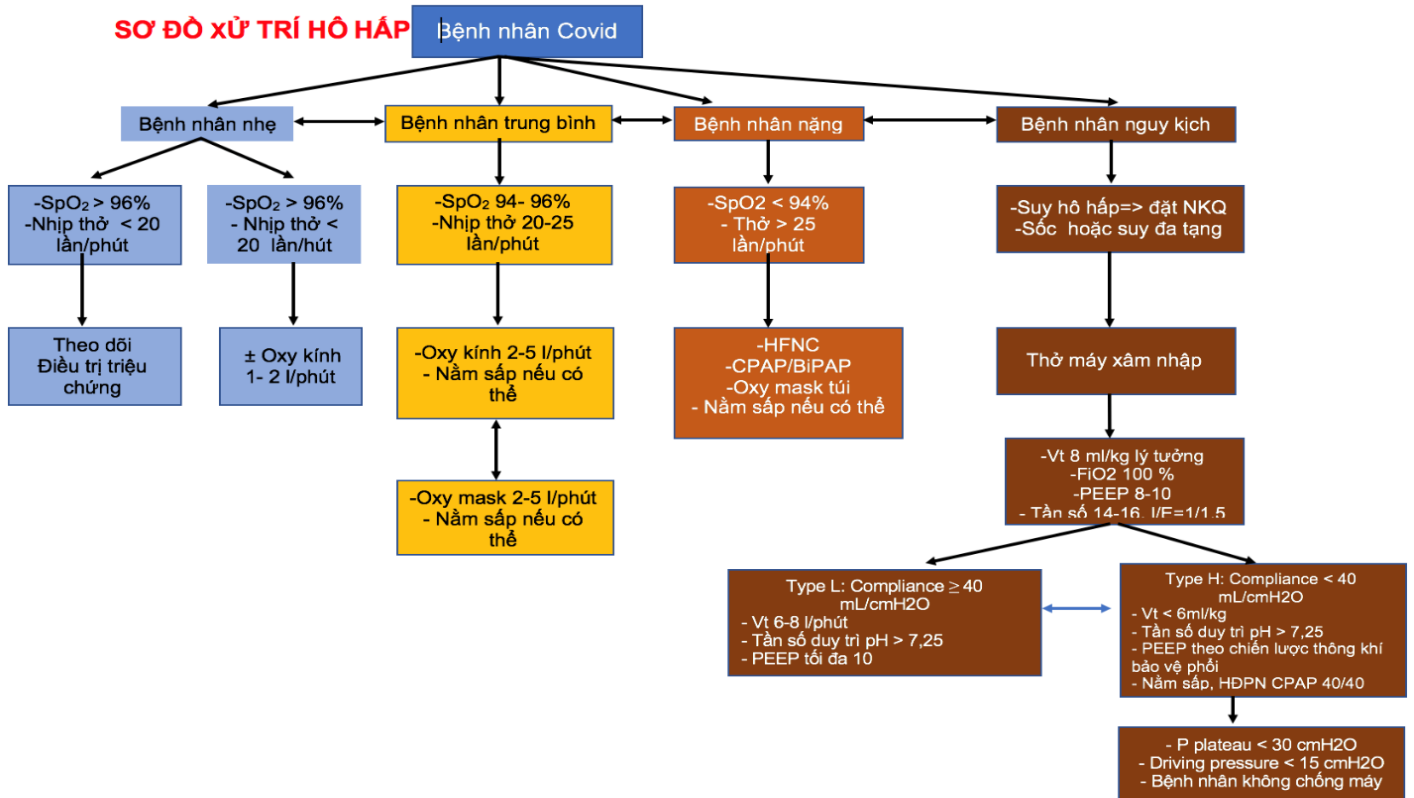 SƠ ĐỒ XỬ TRÍ HÔ HẤP
Bệnh nhân Covid
Bệnh nhân nhẹ
Bệnh nhân trung bình
Bệnh nhân nặng
Bệnh nhân nguy kịch
-SpO₂ > 96%
-Nhịp thở < 20
lần/phút
-SpO₂ > 96%
- Nhịp thở <
20 lần/hút
-SpO₂ 94- 96%
-Nhịp thở 20-25
lần/phút
-SpO2 < 94%
- Thở > 25
lần/phút
-Suy hô hấp=> đặt NKQ
-Sốc hoặc suy đa tạng
Theo dõi
Điều trị triệu
chứng
± Oxy kính
1- 2 l/phút
-Oxy kính 2-5 l/phút
- Nằm sấp nếu có
thể
-HFNC
-CPAP/BiPAP
-Oxy mask túi
- Nằm sấp nếu có thể
Thở máy xâm nhập
-Oxy mask 2-5 l/phút
- Nằm sấp nếu có
thể
-Vt 8 ml/kg lý tưởng
-FiO2 100 %
-PEEP 8-10
- Tần số 14-16, I/E=1/1.5
Type L: Compliance ≥ 40
mL/cmH2O
- Vt 6-8 l/phút
- Tần số duy trì pH > 7,25
- PEEP tối đa 10
Type H: Compliance < 40
mL/cmH2O
- Vt < 6ml/kg
- Tần số duy trì pH > 7,25
- PEEP theo chiến lược thông khí
bảo vệ phổi
- Nằm sấp, HĐPN CPAP 40/40
- P plateau < 30 cmH2O
- Driving pressure < 15 cmH2O
- Bệnh nhân không chống máy